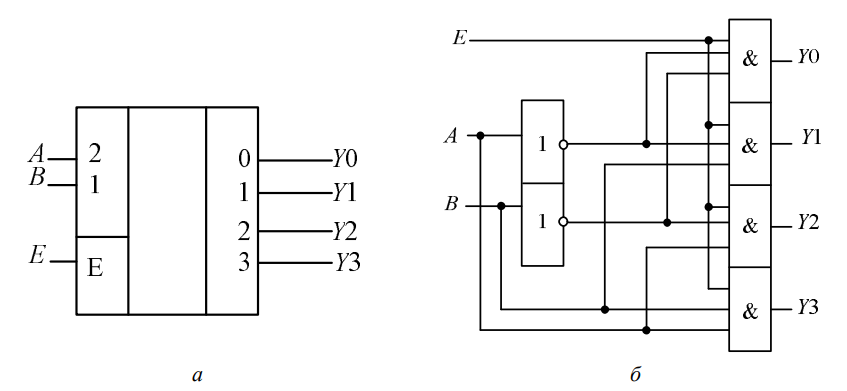 A 2
B 1
E E
0 Y0
1 Y1
2 Y2
3 Y3
а
E
A 1
B 1
& Y0
& Y1
& Y2
& Y3
б